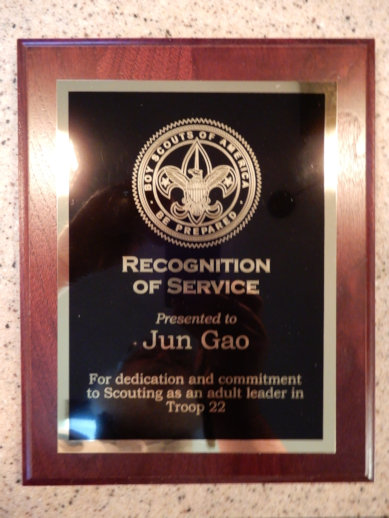 BOY SCOUTS OF AMERICA
BE PREPARED
RECOGNITION
OF SERVICE
Presented to
Jun Gao
For dedication and commitment
to Scouting as an adult leader in
Troop 22